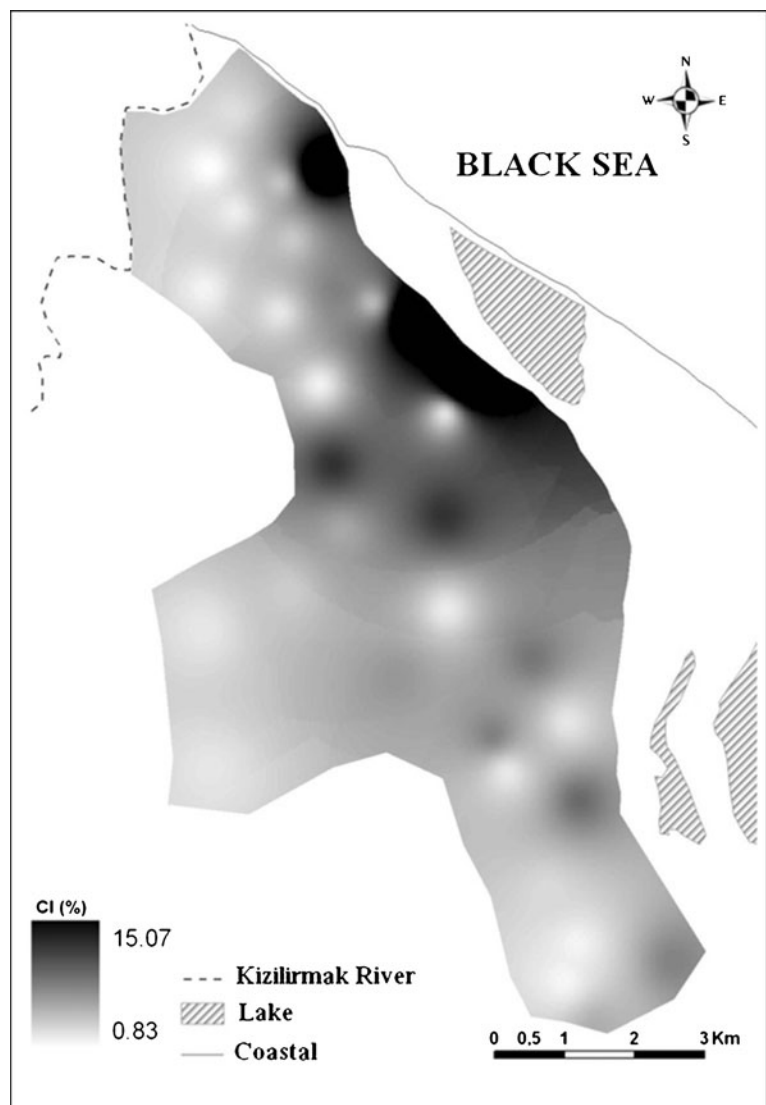 N
W E
S
BLACK SEA
Cl (%)
15.07
0.83
Kizilirmak River
Lake
Coastal
0 0,5 1 2 3 Km